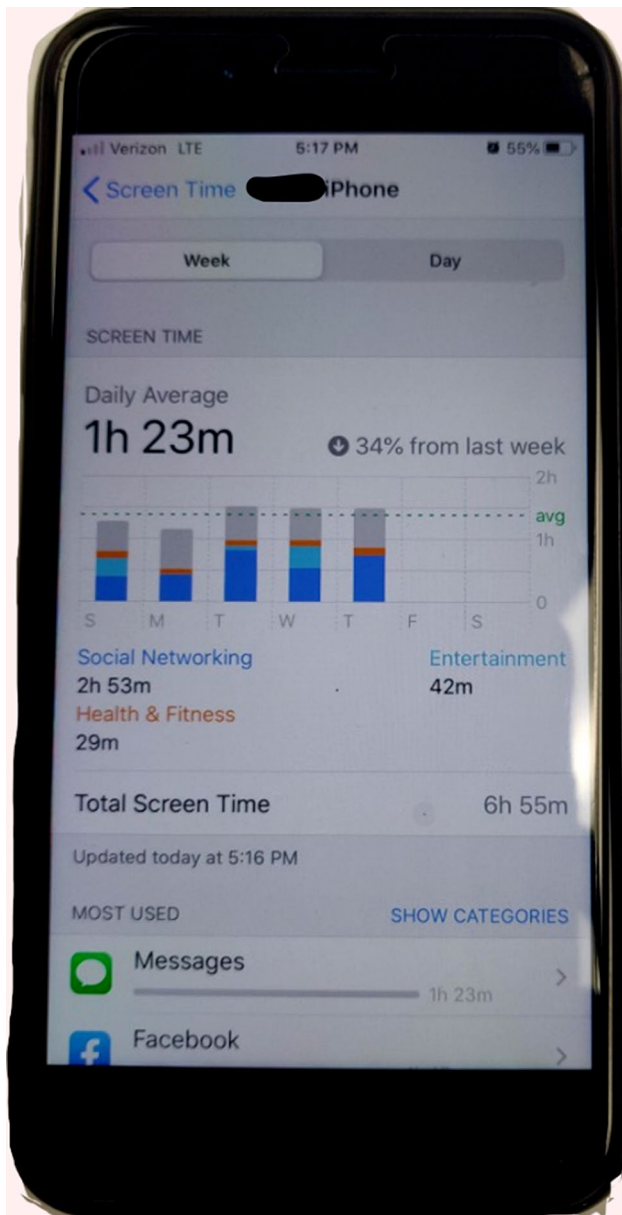 Verizon LTE 5:17 PM 55%
Screen Time iPhone
Week Day
SCREEN TIME
Daily Average
1h 23m 34% from last week
2h
avg
1h
0
S M T W T F S
Social Networking Entertainment
2h 53m 42m
Health & Fitness
29m
Total Screen Time 6h 55m
Updated today at 5:16 PM
MOST USED SHOW CATEGORIES
Messages
1h 23m
Facebook